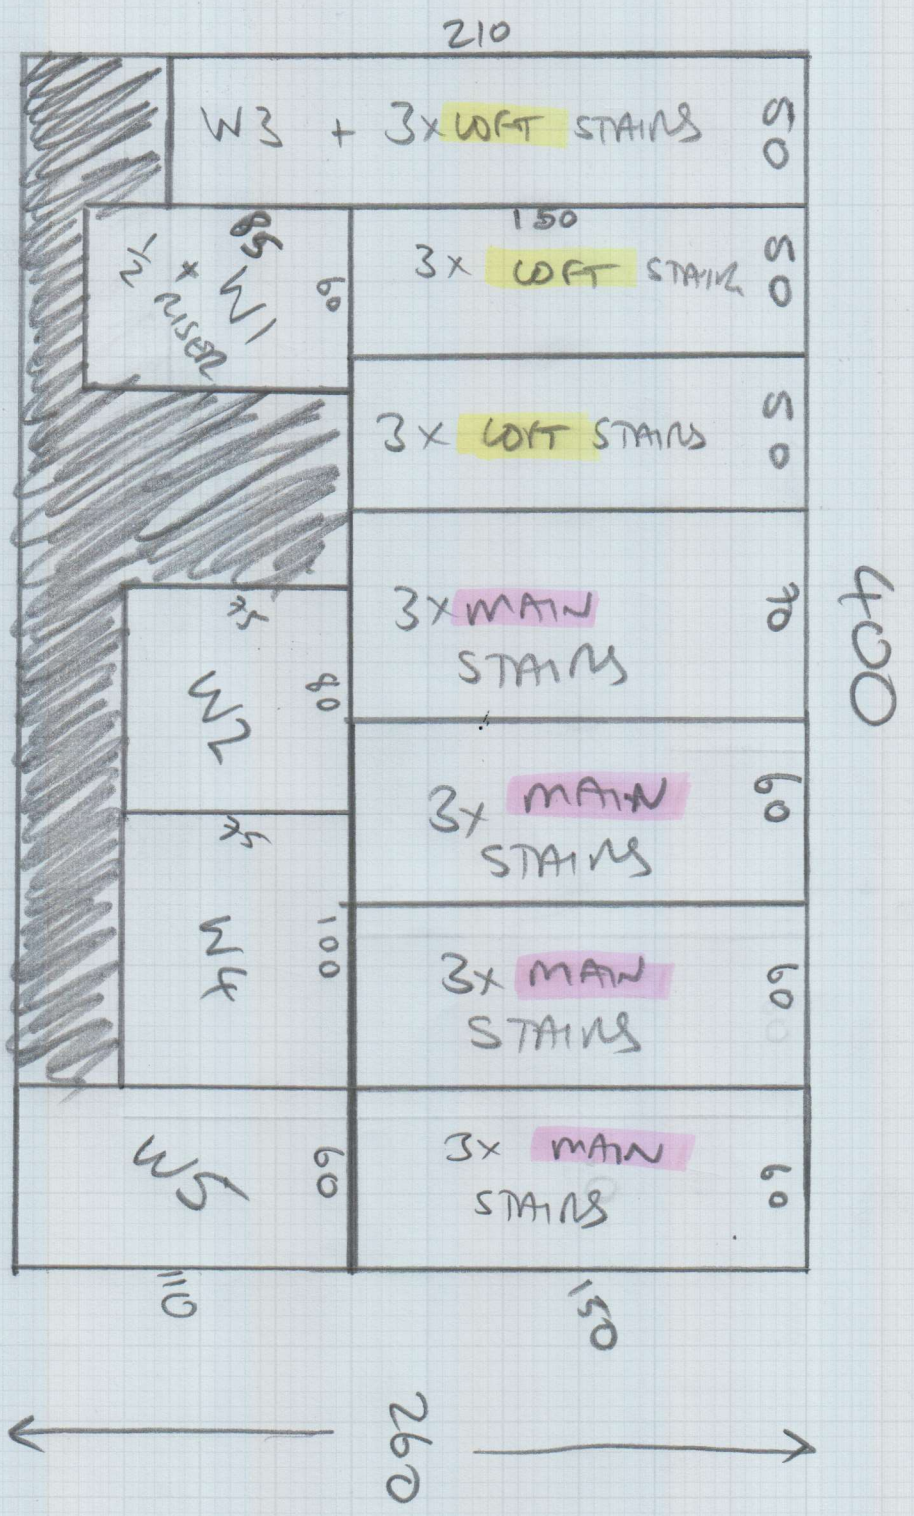 210
W3 + 3x LOFT STAIRS
50
85
1/2 x RISER
W1
60
150
3x LOFT STAIR
50
3x LOFT STAIRS
50
3x MAIN
STAIRS
70
400
75
W2
80
3x MAIN
STAIRS
60
75
W4
100
3x MAIN
STAIRS
60
W5
60
3x MAIN
STAIRS
60
110
150
260